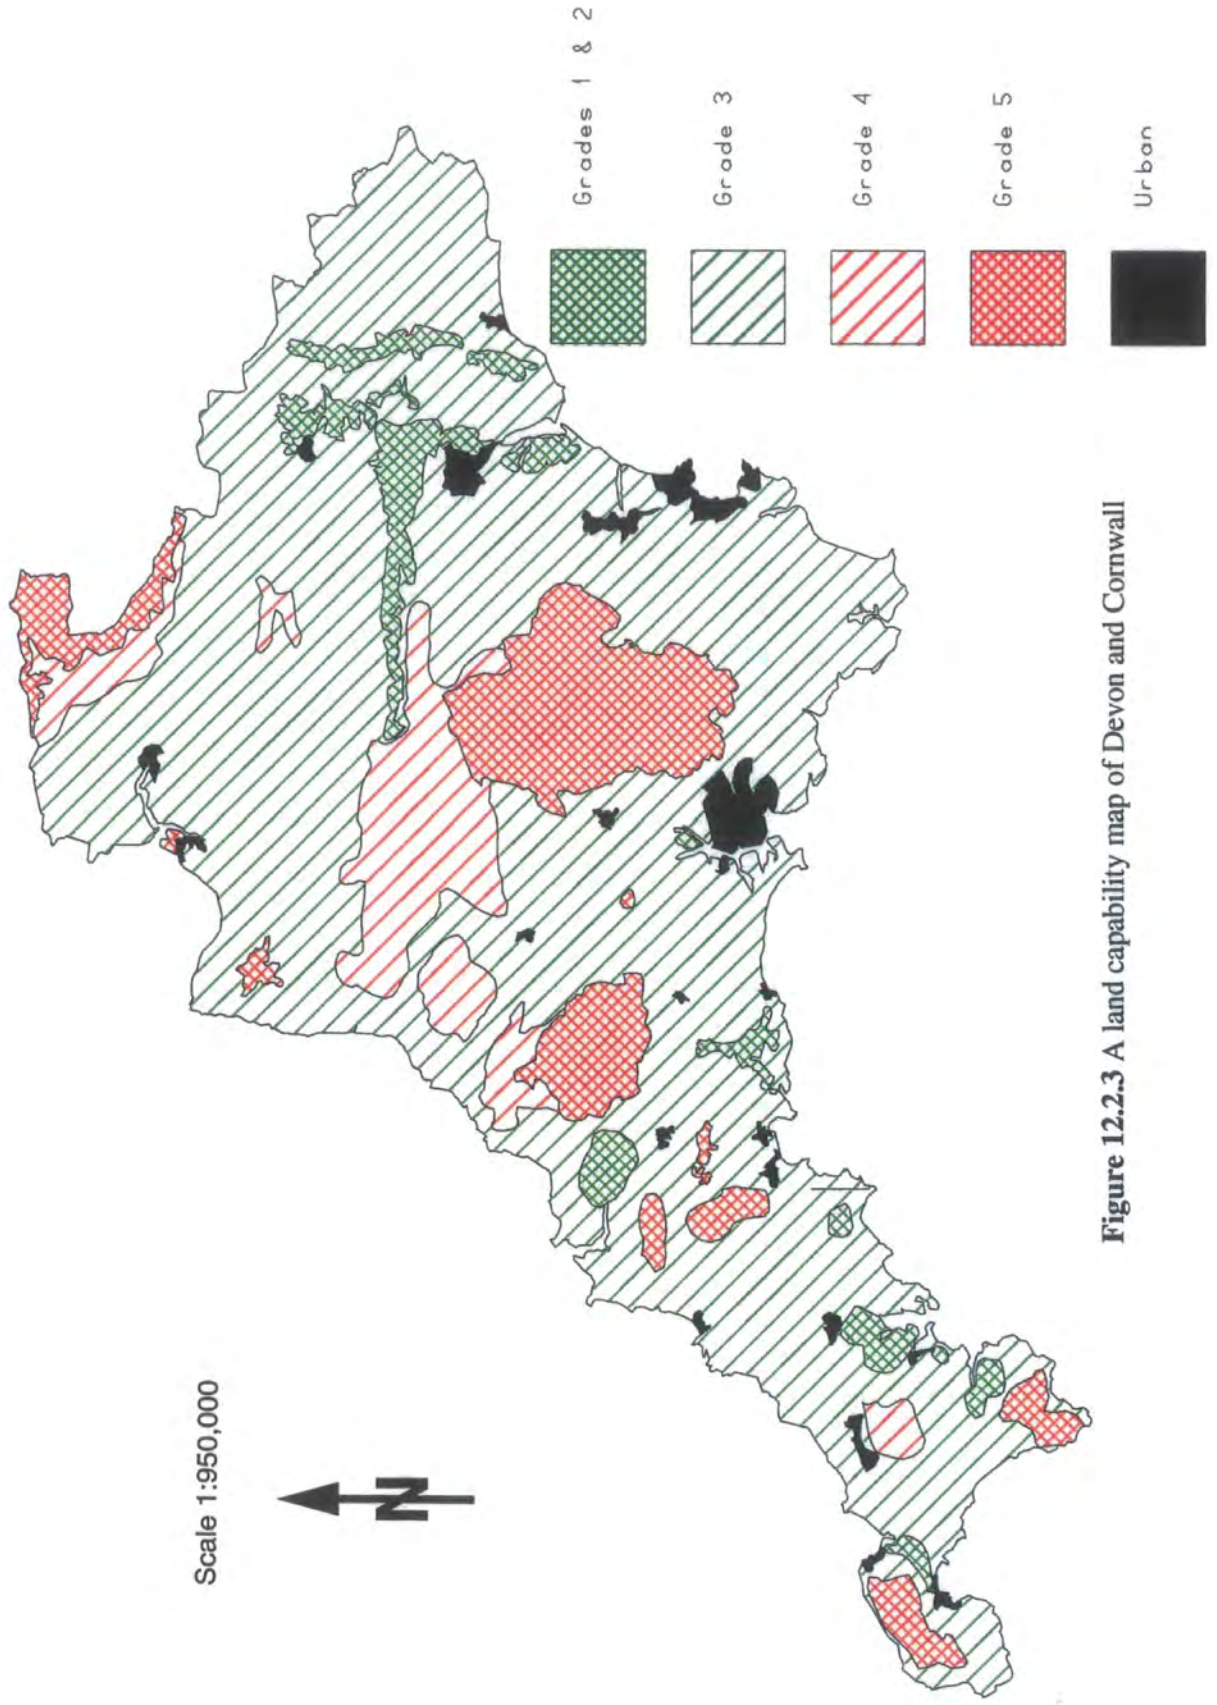 Scale 1:950,000
N
Grades 1 & 2
Grade 3
Grade 4
Grade 5
Urban
Figure 12.2.3 A land capability map of Devon and Cornwall